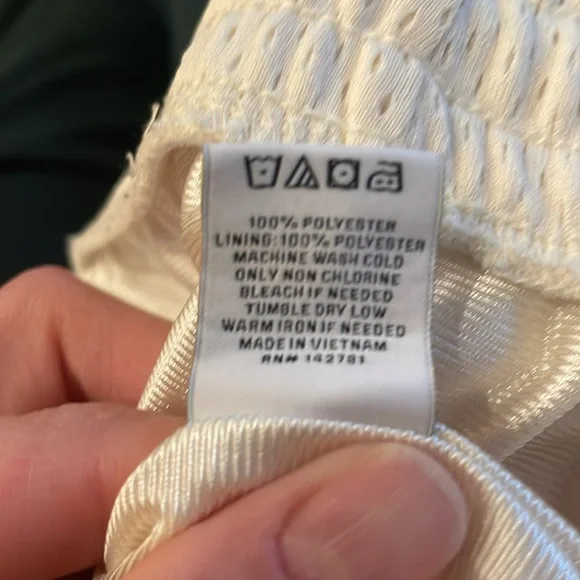 100% POLYESTER
LINING:100% POLYESTER
MACHINE WASH COLD
ONLY NON CHLORINE
BLEACH IF NEEDED
TUMBLE DRY LOW
WARM IRON IF NEEDED
MADE IN VIETNAM
RN# 142781